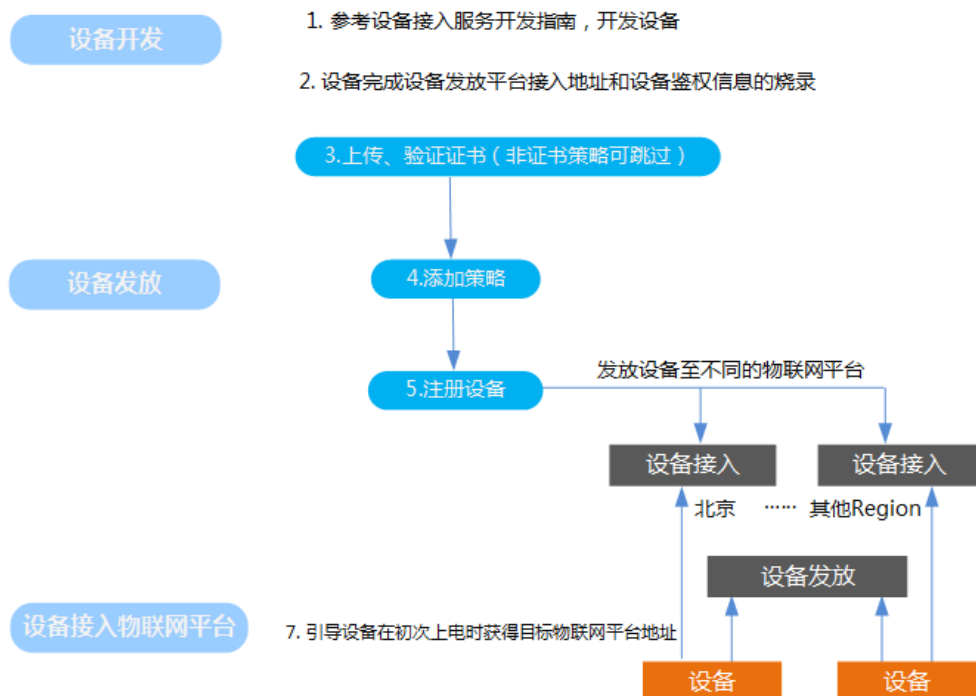 设备开发
1. 参考设备接入服务开发指南，开发设备
2. 设备完成设备发放平台接入地址和设备鉴权信息的烧录
3.上传、验证证书（非证书策略可跳过）
设备发放
4.添加策略
5.注册设备
发放设备至不同的物联网平台
设备接入
设备接入
北京 ······ 其他Region
设备发放
设备接入物联网平台
7. 引导设备在初次上电时获得目标物联网平台地址
设备
设备